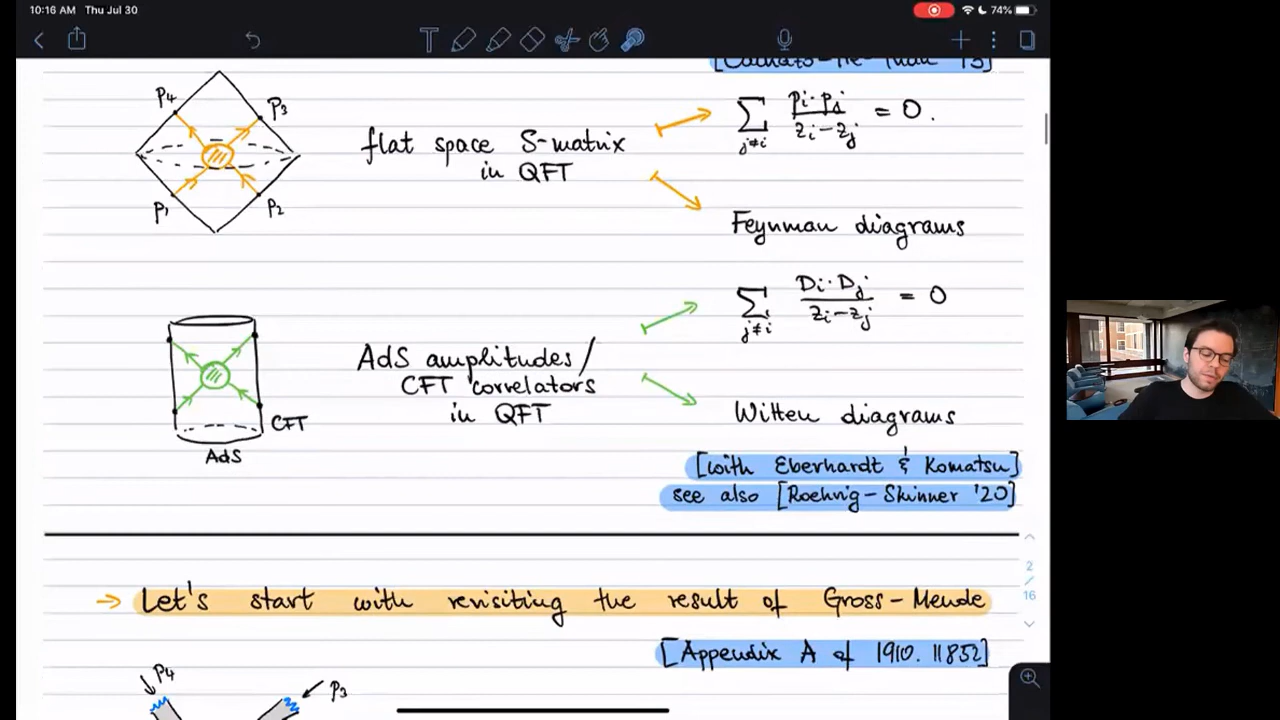 10:16 AM Thu Jul 30
74%
P4
P3
flat space S-matrix
in QFT
P1
P2
∑ j≠i Pi·Pj / zi-zj = 0.
Feynman diagrams
∑ j≠i Di·Dj / zi-zj = 0
AdS amplitudes/
CFT correlators
in QFT
CFT
AdS
Witten diagrams
[with Eberhardt & Komatsu]
see also [Roehrig-Skinner '20]
→ Let's start with revisiting the result of Gross-Mende
[Appendix A of 1910.11852]
2
/
16
P4
P3